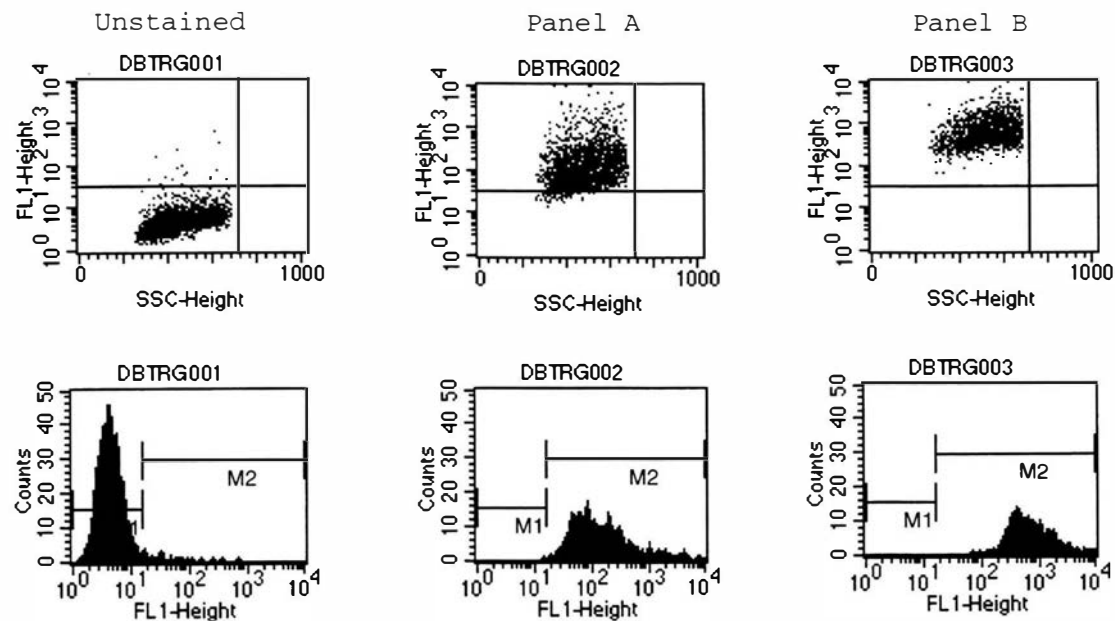 Unstained
Panel A
Panel B
DBTRG001
DBTRG002
DBTRG003
FL1-Height
10^0 10^1 10^2 10^3 10^4
0 1000
SSC-Height
FL1-Height
10^0 10^1 10^2 10^3 10^4
0 1000
SSC-Height
FL1-Height
10^0 10^1 10^2 10^3 10^4
0 1000
SSC-Height
DBTRG001
DBTRG002
DBTRG003
Counts
0 10 20 30 40 50
M2
10^0 10^1 10^2 10^3 10^4
FL1-Height
Counts
0 10 20 30 40 50
M1
M2
10^0 10^1 10^2 10^3 10^4
FL1-Height
Counts
0 10 20 30 40 50
M1
M2
10^0 10^1 10^2 10^3 10^4
FL1-Height